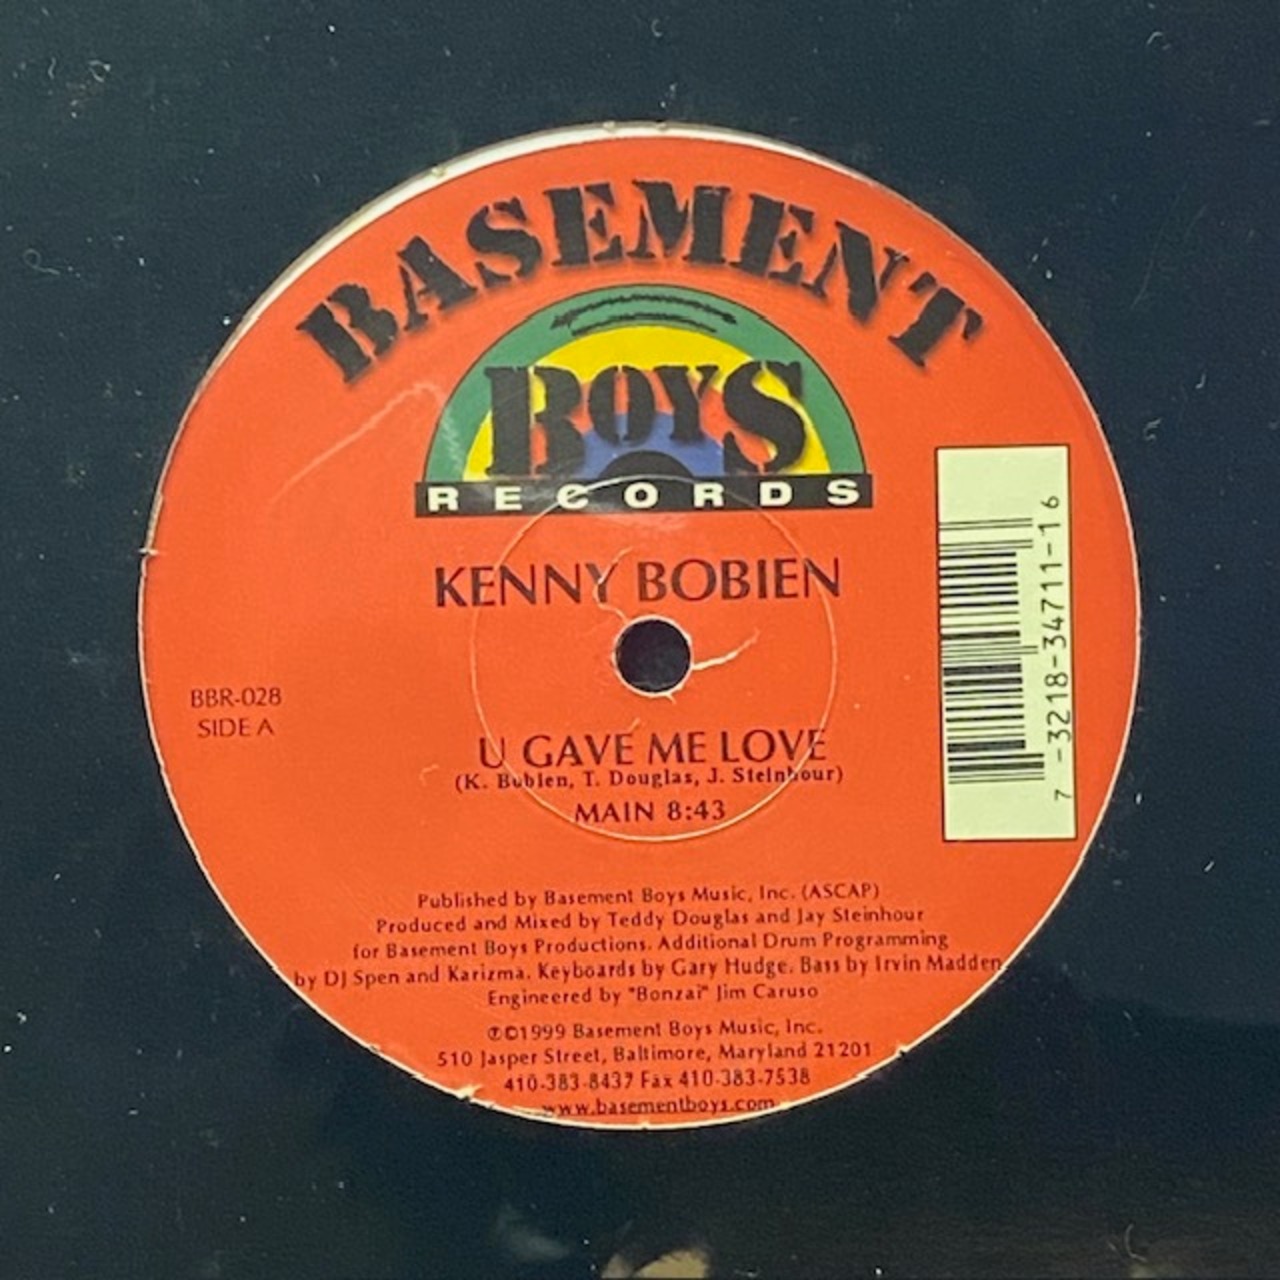 BASEMENT
BOYS
RECORDS
KENNY BOBIEN
BBR-028
SIDE A
U GAVE ME LOVE
(K. Bobien, T. Douglas, J. Steinhour)
MAIN 8:43
7 -3218-34711-16
Published by Basement Boys Music, Inc. (ASCAP)
Produced and Mixed by Teddy Douglas and Jay Steinhour
for Basement Boys Productions. Additional Drum Programming
by DJ Spen and Karizma. Keyboards by Gary Hudge. Bass by Irvin Madden
Engineered by "Bonzai" Jim Caruso
℗©1999 Basement Boys Music, Inc.
510 Jasper Street, Baltimore, Maryland 21201
410-383-8437 Fax 410-383-7538
www.basementboys.com